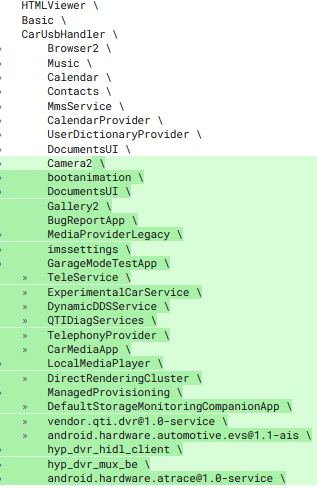 HTMLViewer \
Basic \
CarUsbHandler \
Browser2 \
Music \
Calendar \
Contacts \
MmsService \
CalendarProvider \
UserDictionaryProvider \
DocumentsUI \
Camera2 \
bootanimation \
DocumentsUI \
Gallery2 \
BugReportApp \
MediaProviderLegacy \
imssettings \
GarageModeTestApp \
» TeleService \
» ExperimentalCarService \
» DynamicDDSService \
» QTIDiagServices \
» TelephonyProvider \
» CarMediaApp \
LocalMediaPlayer \
» DirectRenderingCluster \
» ManagedProvisioning \
» DefaultStorageMonitoringCompanionApp \
» vendor.qti.dvr@1.0-service \
» android.hardware.automotive.evs@1.1-ais \
hyp_dvr_hidl_client \
hyp_dvr_mux_be \
android.hardware.atrace@1.0-service \